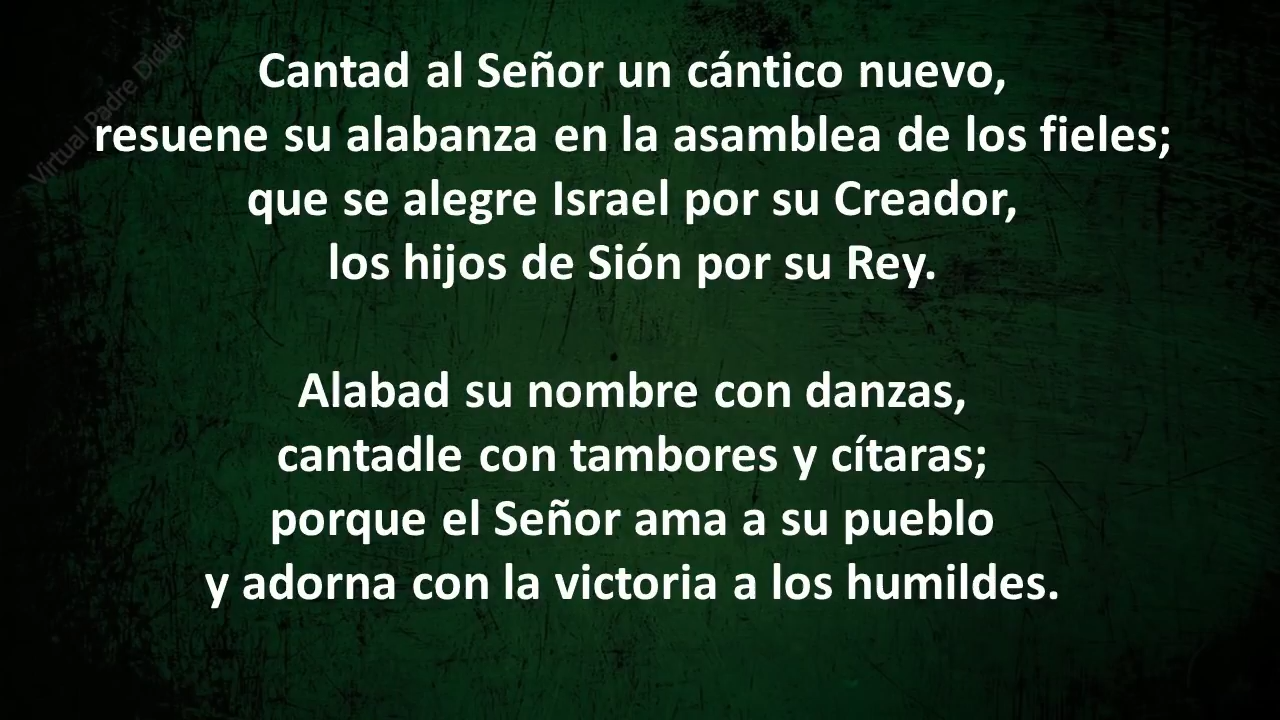 Cantad al Señor un cántico nuevo,
resuene su alabanza en la asamblea de los fieles;
que se alegre Israel por su Creador,
los hijos de Sión por su Rey.
Alabad su nombre con danzas,
cantadle con tambores y cítaras;
porque el Señor ama a su pueblo
y adorna con la victoria a los humildes.
Virtual Padre Didier